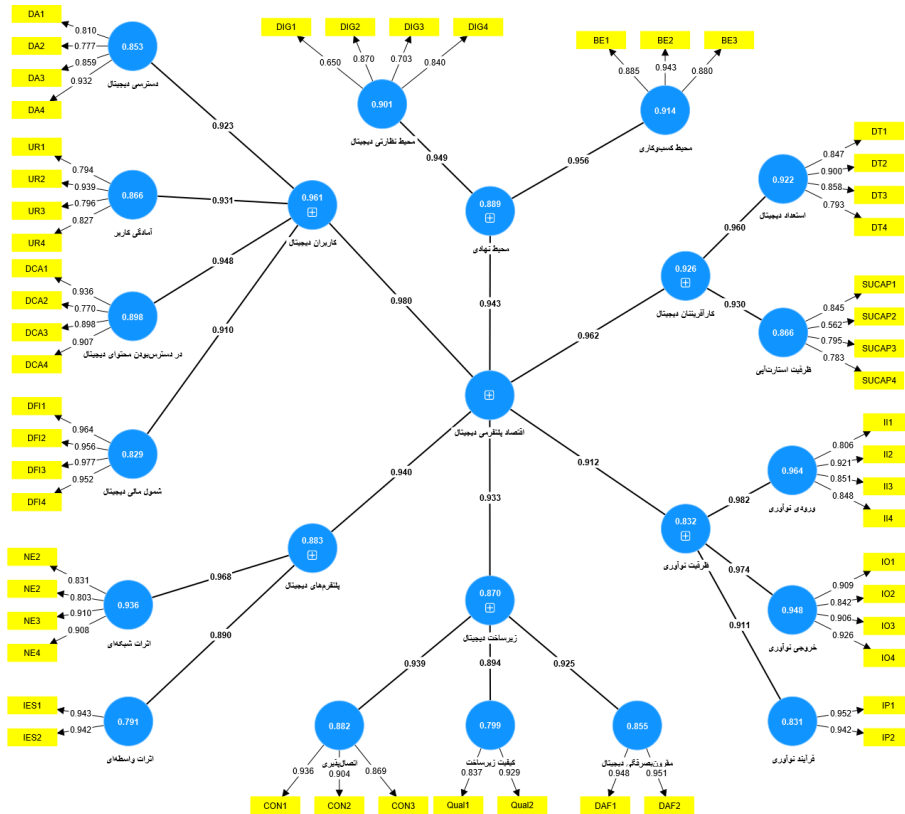 DA1
DA2
DA3
DA4
0.810
0.777
0.859
0.932
0.853
دسترسی دیجیتال
DIG1
DIG2
DIG3
DIG4
0.650
0.870
0.703
0.840
0.901
محیط نظارتی دیجیتال
BE1
BE2
BE3
0.885
0.943
0.880
0.914
محیط کسب‌وکاری
UR1
UR2
UR3
UR4
0.794
0.939
0.796
0.827
0.866
آمادگی کاربر
0.923
0.931
0.948
0.910
0.961
کاربران دیجیتال
0.949
0.956
0.889
محیط نهادی
DT1
DT2
DT3
DT4
0.847
0.900
0.858
0.793
0.922
استعداد دیجیتال
0.960
0.930
0.926
کارآفرینان دیجیتال
DCA1
DCA2
DCA3
DCA4
0.936
0.770
0.898
0.907
0.898
در دسترس‌بودن محتوای دیجیتال
SUCAP1
SUCAP2
SUCAP3
SUCAP4
0.845
0.562
0.795
0.783
0.866
ظرفیت استارت‌آپی
0.980
0.943
0.962
اقتصاد پلتفرمی دیجیتال
0.940
0.933
0.912
DFI1
DFI2
DFI3
DFI4
0.964
0.956
0.977
0.952
0.829
شمول مالی دیجیتال
II1
II2
II3
II4
0.806
0.921
0.851
0.848
0.964
ورودی نوآوری
0.982
0.974
0.911
0.832
ظرفیت نوآوری
0.883
پلتفرم‌های دیجیتال
0.968
0.890
NE2
NE2
NE3
NE4
0.831
0.803
0.910
0.908
0.936
اثرات شبکه‌ای
0.870
زیرساخت دیجیتال
0.939
0.894
0.925
IO1
IO2
IO3
IO4
0.909
0.842
0.906
0.926
0.948
خروجی نوآوری
IES1
IES2
0.943
0.942
0.791
اثرات واسطه‌ای
0.882
اتصال‌پذیری
0.936
0.904
0.869
CON1
CON2
CON3
0.799
کیفیت زیرساخت
0.837
0.929
Qual1
Qual2
0.855
مقرون‌بصرفگی دیجیتال
0.948
0.951
DAF1
DAF2
IP1
IP2
0.952
0.942
0.831
فرآیند نوآوری